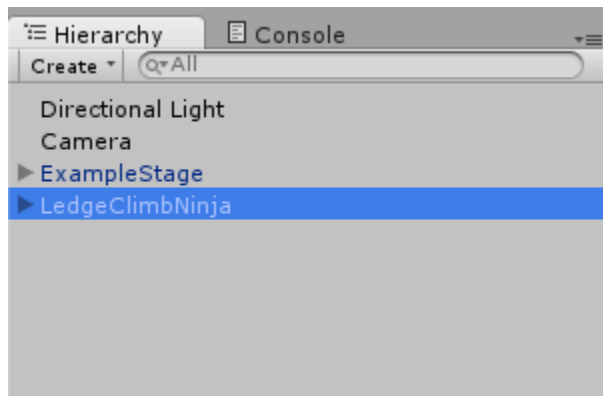 Hierarchy Console
Create All
Directional Light
Camera
ExampleStage
LedgeClimbNinja